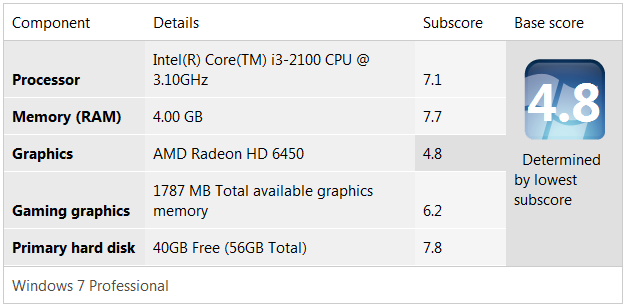 Component Details Subscore Base score
Intel(R) Core(TM) i3-2100 CPU @
Processor 3.10GHz 7.1
Memory (RAM) 4.00 GB 7.7
Graphics AMD Radeon HD 6450 4.8
1787 MB Total available graphics
Gaming graphics memory 6.2
Primary hard disk 40GB Free (56GB Total) 7.8
4.8
Determined
by lowest
subscore
Windows 7 Professional